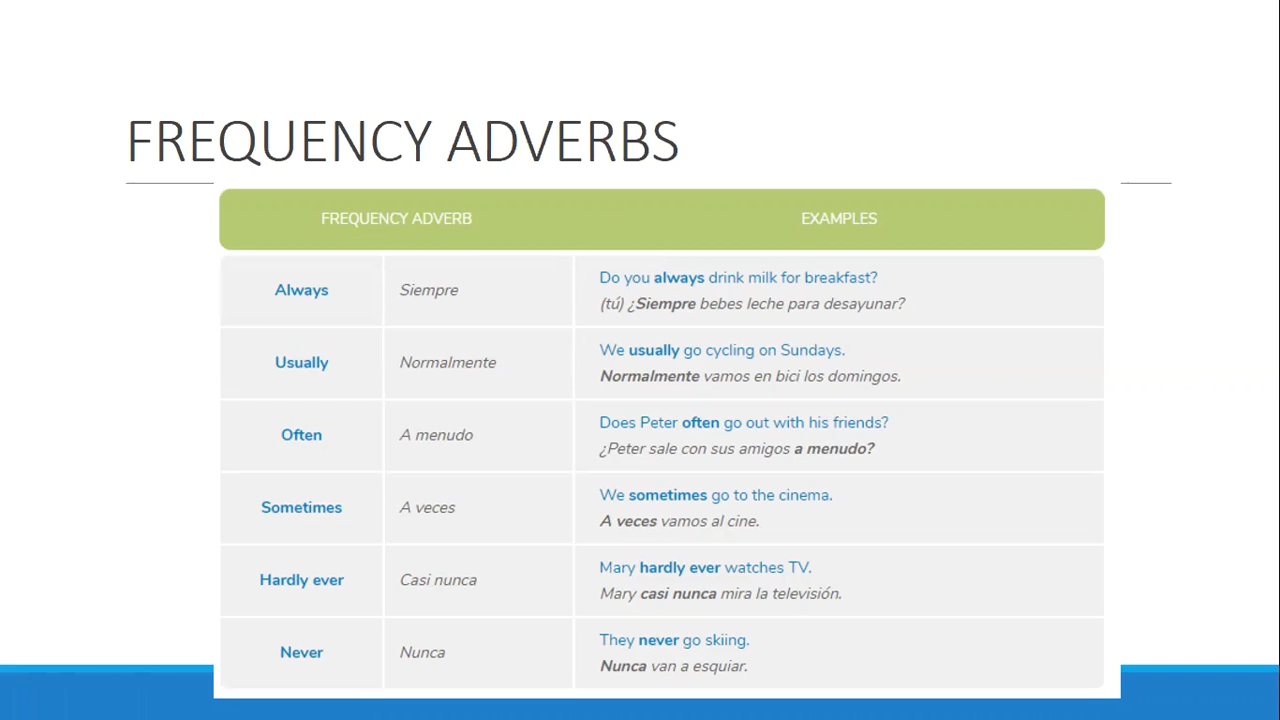 FREQUENCY ADVERBS
FREQUENCY ADVERB
EXAMPLES
Always
Siempre
Do you always drink milk for breakfast?
(tú) ¿Siempre bebes leche para desayunar?
Usually
Normalmente
We usually go cycling on Sundays.
Normalmente vamos en bici los domingos.
Often
A menudo
Does Peter often go out with his friends?
¿Peter sale con sus amigos a menudo?
Sometimes
A veces
We sometimes go to the cinema.
A veces vamos al cine.
Hardly ever
Casi nunca
Mary hardly ever watches TV.
Mary casi nunca mira la televisión.
Never
Nunca
They never go skiing.
Nunca van a esquiar.